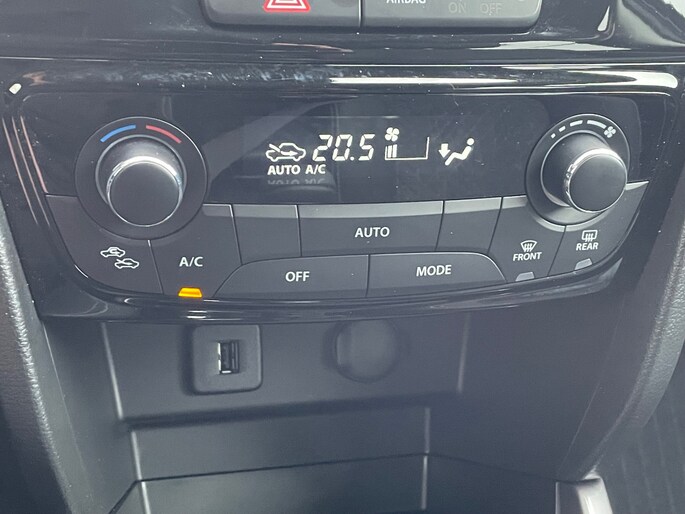 AIRBAG ON OFF
20.5
AUTO A/C
AUTO
A/C
OFF
MODE
FRONT
REAR